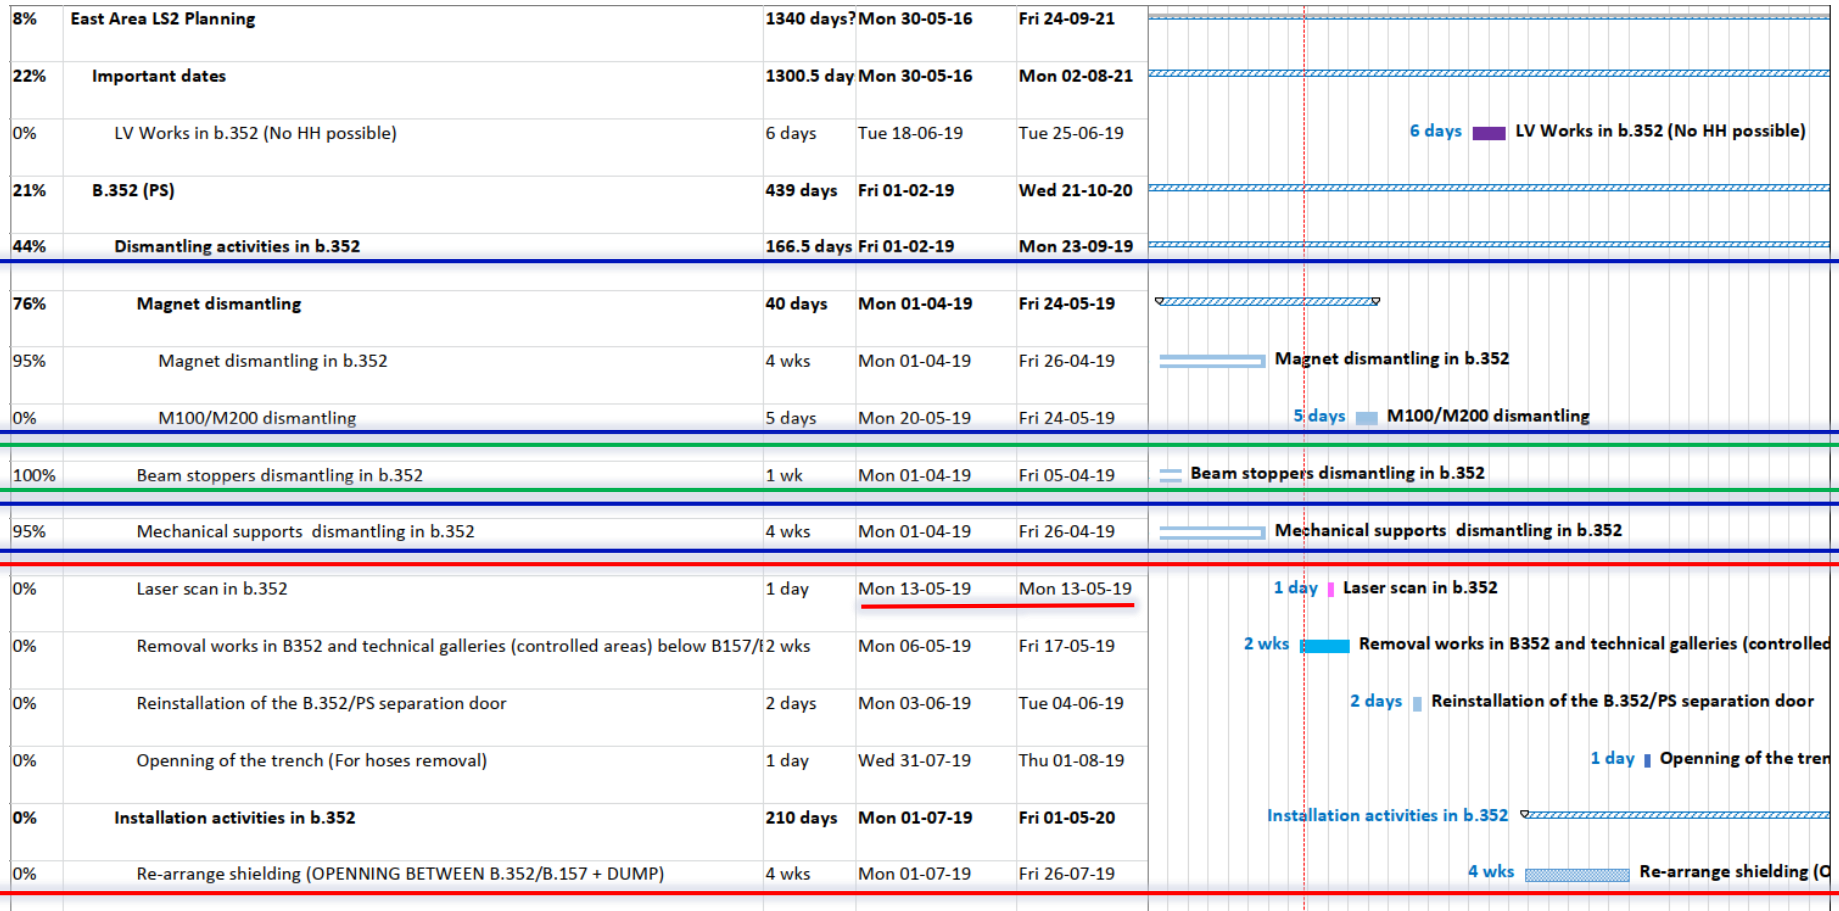 8% East Area LS2 Planning 1340 days? Mon 30-05-16 Fri 24-09-21
22% Important dates 1300.5 day Mon 30-05-16 Mon 02-08-21
0% LV Works in b.352 (No HH possible) 6 days Tue 18-06-19 Tue 25-06-19 6 days LV Works in b.352 (No HH possible)
21% B.352 (PS) 439 days Fri 01-02-19 Wed 21-10-20
44% Dismantling activities in b.352 166.5 days Fri 01-02-19 Mon 23-09-19
76% Magnet dismantling 40 days Mon 01-04-19 Fri 24-05-19
95% Magnet dismantling in b.352 4 wks Mon 01-04-19 Fri 26-04-19 Magnet dismantling in b.352
0% M100/M200 dismantling 5 days Mon 20-05-19 Fri 24-05-19 5 days M100/M200 dismantling
100% Beam stoppers dismantling in b.352 1 wk Mon 01-04-19 Fri 05-04-19 Beam stoppers dismantling in b.352
95% Mechanical supports dismantling in b.352 4 wks Mon 01-04-19 Fri 26-04-19 Mechanical supports dismantling in b.352
0% Laser scan in b.352 1 day Mon 13-05-19 Mon 13-05-19 1 day Laser scan in b.352
0% Removal works in B352 and technical galleries (controlled areas) below B157/ 2 wks Mon 06-05-19 Fri 17-05-19 2 wks Removal works in B352 and technical galleries (controlled
0% Reinstallation of the B.352/PS separation door 2 days Mon 03-06-19 Tue 04-06-19 2 days Reinstallation of the B.352/PS separation door
0% Openning of the trench (For hoses removal) 1 day Wed 31-07-19 Thu 01-08-19 1 day Openning of the tren
0% Installation activities in b.352 210 days Mon 01-07-19 Fri 01-05-20 Installation activities in b.352
0% Re-arrange shielding (OPENNING BETWEEN B.352/B.157 + DUMP) 4 wks Mon 01-07-19 Fri 26-07-19 4 wks Re-arrange shielding (O